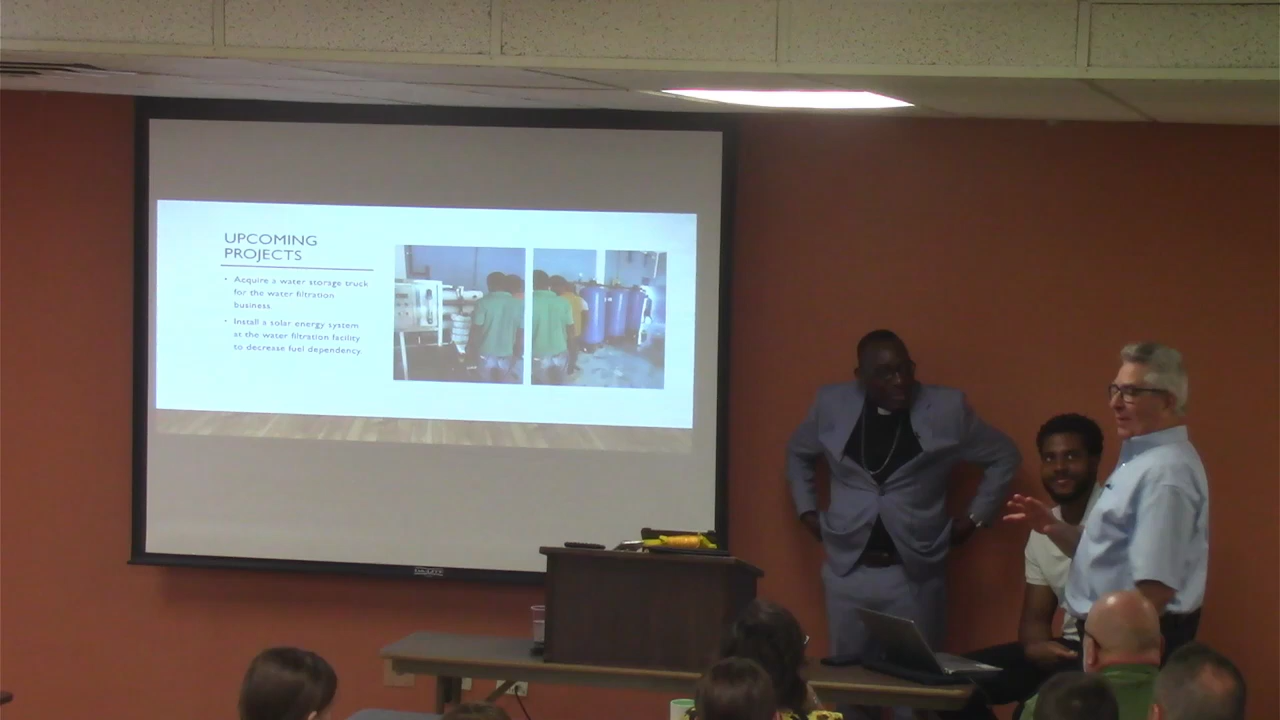 UPCOMING
PROJECTS
• Acquire a water storage truck
for the water filtration
business
• Install a solar energy system
at the water filtration facility
to decrease fuel dependency.